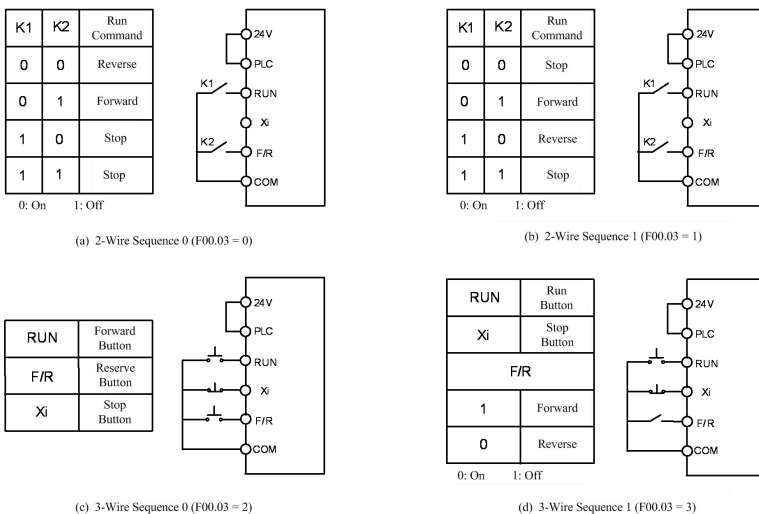 K1 K2 Run Command
0 0 Reverse
0 1 Forward
1 0 Stop
1 1 Stop
0: On 1: Off
24V
PLC
K1
RUN
Xi
K2
F/R
COM
(a) 2-Wire Sequence 0 (F00.03 = 0)
K1 K2 Run Command
0 0 Stop
0 1 Forward
1 0 Reverse
1 1 Stop
0: On 1: Off
24V
PLC
K1
RUN
Xi
K2
F/R
COM
(b) 2-Wire Sequence 1 (F00.03 = 1)
RUN Forward Button
F/R Reserve Button
Xi Stop Button
24V
PLC
RUN
Xi
F/R
COM
(c) 3-Wire Sequence 0 (F00.03 = 2)
RUN Run Button
Xi Stop Button
F/R
1 Forward
0 Reverse
0: On 1: Off
24V
PLC
RUN
Xi
F/R
COM
(d) 3-Wire Sequence 1 (F00.03 = 3)